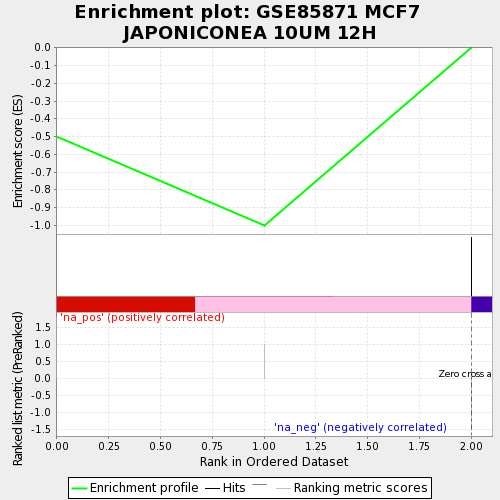 Enrichment plot: GSE85871 MCF7
JAPONICONEA 10UM 12H
Enrichment score (ES)
0.0
-0.1
-0.2
-0.3
-0.4
-0.5
-0.6
-0.7
-0.8
-0.9
-1.0
'na_pos' (positively correlated)
Ranked list metric (PreRanked)
1.5
1.0
0.5
0.0
-0.5
-1.0
-1.5
Zero cross a
'na_neg' (negatively correlated)
0.00 0.25 0.50 0.75 1.00 1.25 1.50 1.75 2.00
Rank in Ordered Dataset
Enrichment profile Hits Ranking metric scores